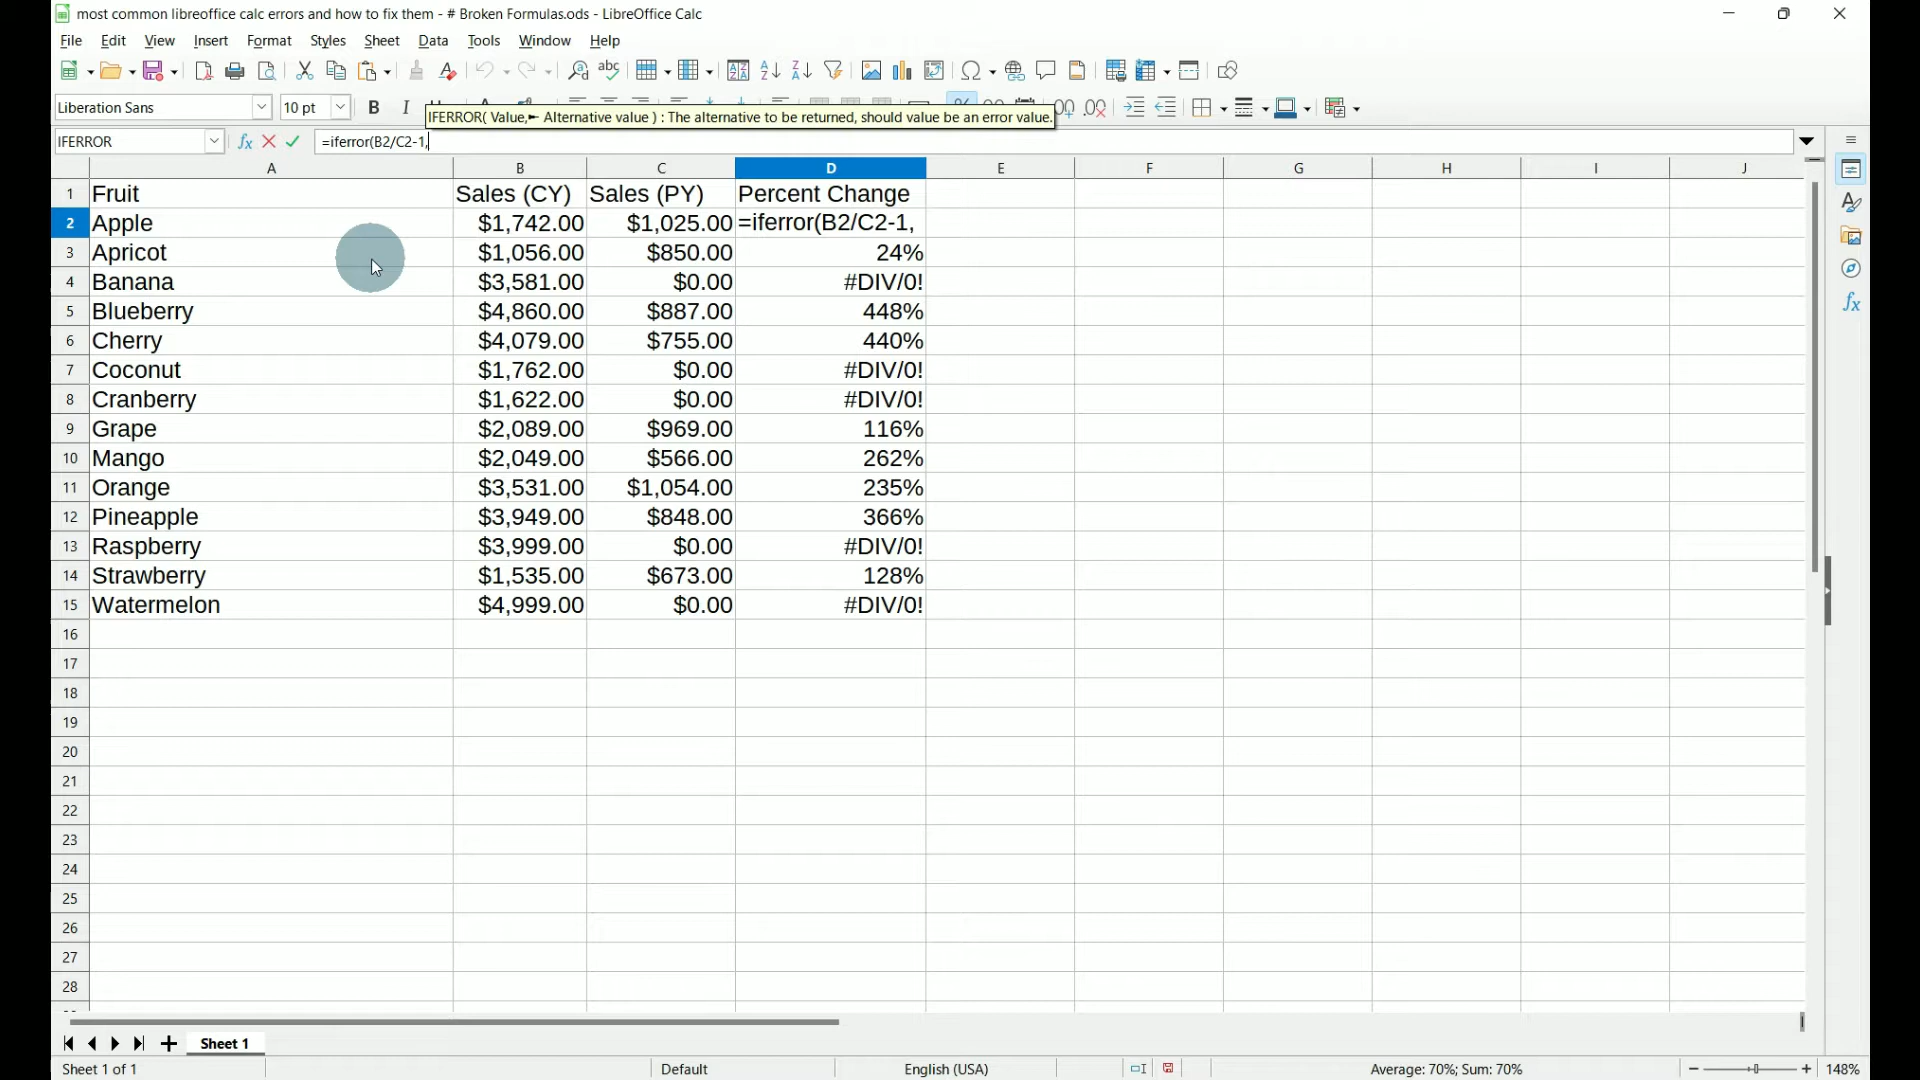 most common libreoffice calc errors and how to fix them - # Broken Formulas.ods - LibreOffice Calc
File Edit View Insert Format Styles Sheet Data Tools Window Help
Liberation Sans 10 pt B I
IFERROR( Value, Alternative value ) : The alternative to be returned, should value be an error value.
IFERROR fx =iferror(B2/C2-1,
A B C D E F G H I J
1 Fruit Sales (CY) Sales (PY) Percent Change
2 Apple $1,742.00 $1,025.00 =iferror(B2/C2-1,
3 Apricot $1,056.00 $850.00 24%
4 Banana $3,581.00 $0.00 #DIV/0!
5 Blueberry $4,860.00 $887.00 448%
6 Cherry $4,079.00 $755.00 440%
7 Coconut $1,762.00 $0.00 #DIV/0!
8 Cranberry $1,622.00 $0.00 #DIV/0!
9 Grape $2,089.00 $969.00 116%
10 Mango $2,049.00 $566.00 262%
11 Orange $3,531.00 $1,054.00 235%
12 Pineapple $3,949.00 $848.00 366%
13 Raspberry $3,999.00 $0.00 #DIV/0!
14 Strawberry $1,535.00 $673.00 128%
15 Watermelon $4,999.00 $0.00 #DIV/0!
16
17
18
19
20
21
22
23
24
25
26
27
28
Sheet 1
Sheet 1 of 1 Default English (USA) Average: 70%; Sum: 70% 148%